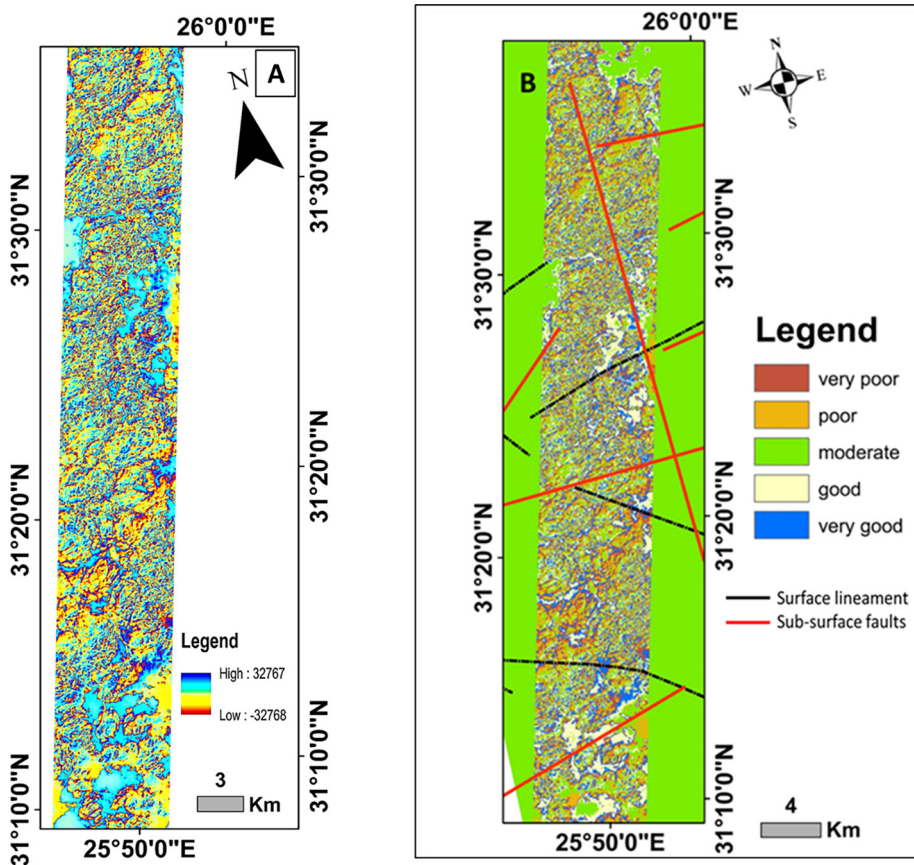 26°0'0"E
A
N
31°30'0"N
31°30'0"N
31°20'0"N
31°20'0"N
31°10'0"N
31°10'0"N
Legend
High : 32767
Low : -32768
3
Km
25°50'0"E
26°0'0"E
B
N
E
S
W
31°30'0"N
31°30'0"N
31°20'0"N
31°20'0"N
31°10'0"N
31°10'0"N
Legend
very poor
poor
moderate
good
very good
Surface lineament
Sub-surface faults
4
Km
25°50'0"E